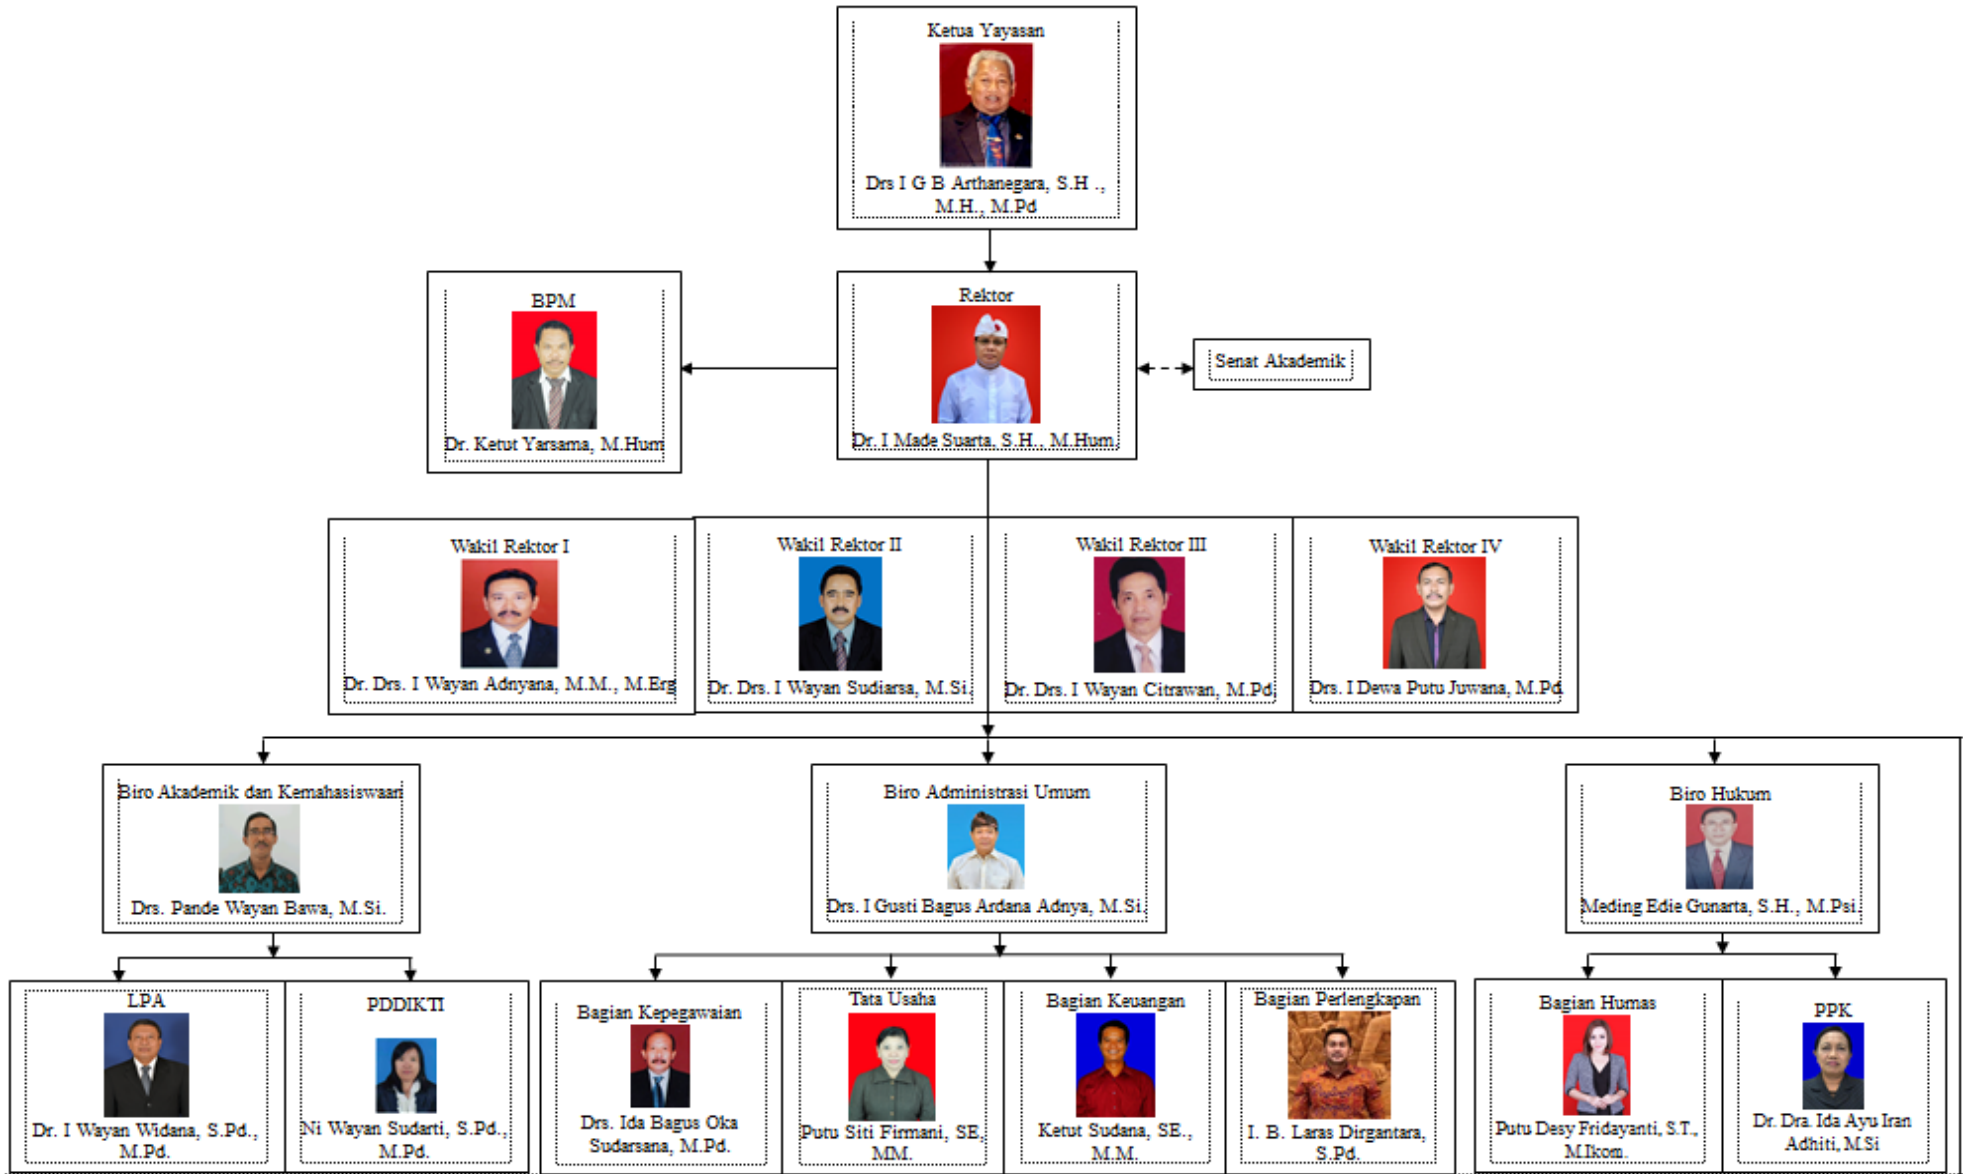 Ketua Yayasan
Drs I G B Arthanegara, S.H .,
M.H., M.Pd
BPM
Dr. Ketut Yarsama, M.Hum
Rektor
Dr. I Made Suarta, S.H., M.Hum.
Senat Akademik
Wakil Rektor I
Dr. Drs. I Wayan Adnyana, M.M., M.Erg
Wakil Rektor II
Dr. Drs. I Wayan Sudiarsa, M.Si.
Wakil Rektor III
Dr. Drs. I Wayan Citrawan, M.Pd.
Wakil Rektor IV
Drs. I Dewa Putu Juwana, M.Pd
Biro Akademik dan Kemahasiswaan
Drs. Pande Wayan Bawa, M.Si.
Biro Administrasi Umum
Drs. I Gusti Bagus Ardana Adnya, M.Si.
Biro Hukum
Meding Edie Gunarta, S.H., M.Psi.
LPA
Dr. I Wayan Widana, S.Pd.,
M.Pd.
PDDIKTI
Ni Wayan Sudarti, S.Pd.,
M.Pd.
Bagian Kepegawaian
Drs. Ida Bagus Oka
Sudarsana, M.Pd.
Tata Usaha
Putu Siti Firmani, SE,
MM.
Bagian Keuangan
Ketut Sudana, SE.,
M.M.
Bagian Perlengkapan
I. B. Laras Dirgantara,
S.Pd.
Bagian Humas
Putu Desy Fridayanti, S.T.,
M.Ikom.
PPK
Dr. Dra. Ida Ayu Iran
Adhiti, M.Si